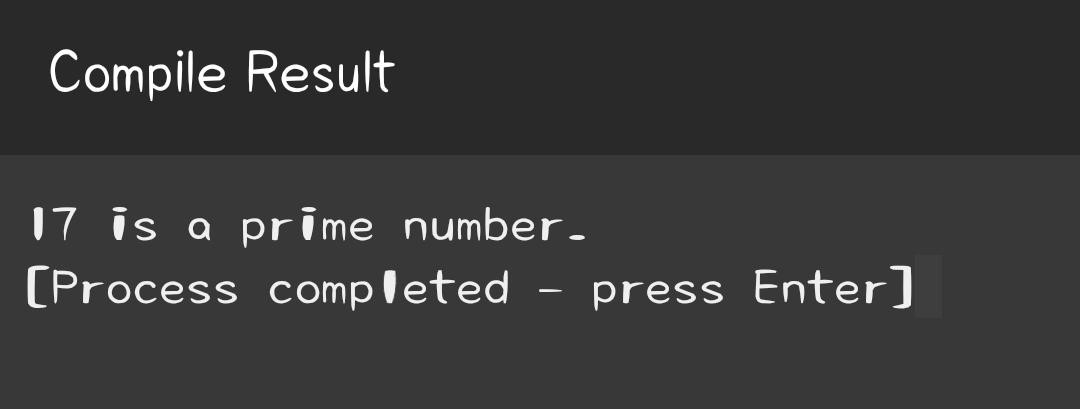 Compile Result
17 is a prime number.
[Process completed - press Enter]